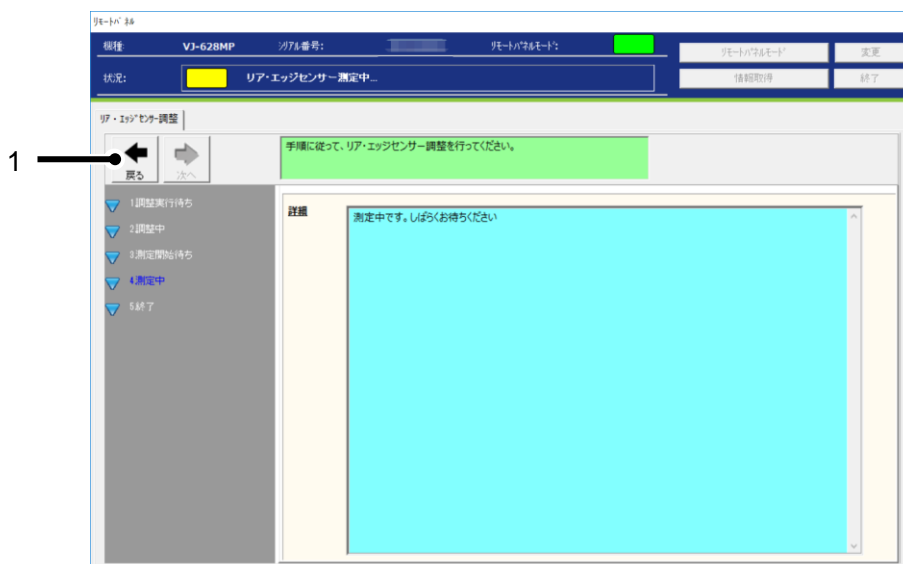 ﾘﾓｰﾄﾊﾟﾈﾙ
機種 VJ-628MP ｼﾘｱﾙ番号: ﾘﾓｰﾄﾊﾟﾈﾙﾓｰﾄﾞ: ﾘﾓｰﾄﾊﾟﾈﾙﾓｰﾄﾞ 変更
状況: リア・エッジセンサー測定中... 情報取得 終了
ﾘｱ・ｴｯｼﾞｾﾝｻｰ調整
1
戻る 次へ
手順に従って、リア・エッジセンサー調整を行ってください。
1.調整実行待ち
2.調整中
3.測定開始待ち
4.測定中
5.終了
詳細
測定中です。しばらくお待ちください